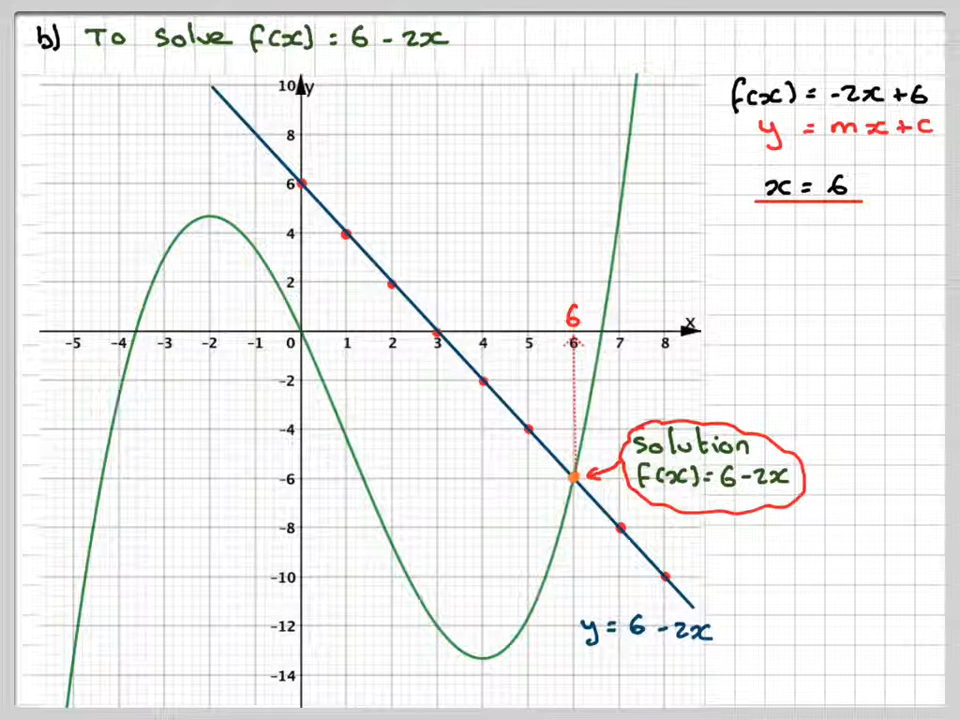 b) To solve f(x) = 6 - 2x
f(x) = -2x + 6
y = mx + c
x = 6
y
10
8
6
4
2
6
x
-5 -4 -3 -2 -1 0 1 2 3 4 5 6 7 8
-2
-4
-6
-8
-10
-12
-14
solution
f(x) = 6 - 2x
y = 6 - 2x